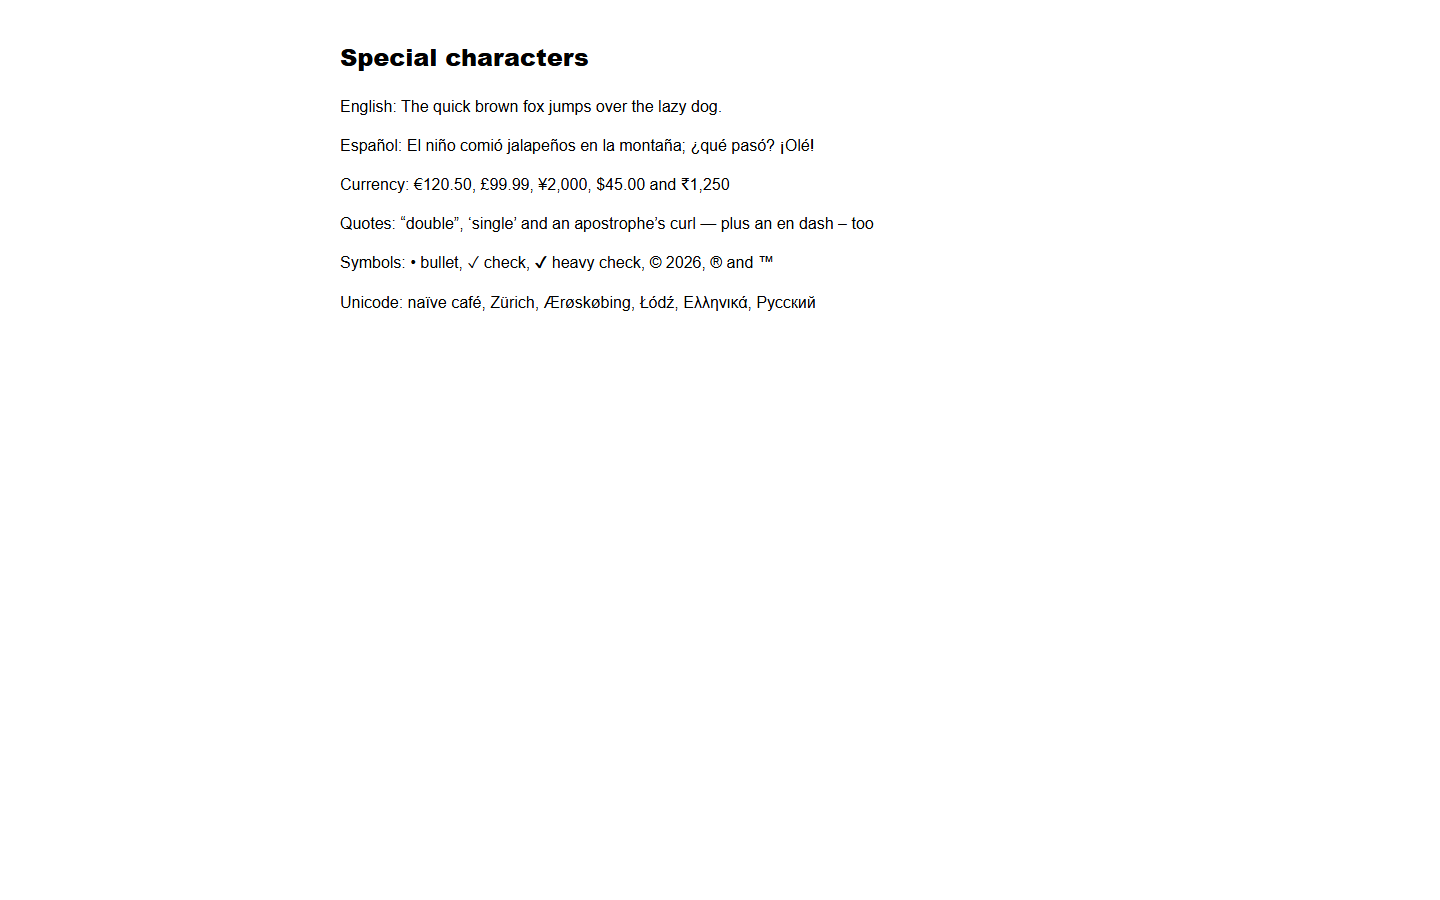 Special characters
English: The quick brown fox jumps over the lazy dog.
Español: El niño comió jalapeños en la montaña; ¿qué pasó? ¡Olé!
Currency: €120.50, £99.99, ¥2,000, $45.00 and ₹1,250
Quotes: “double”, ‘single’ and an apostrophe’s curl — plus an en dash – too
Symbols: • bullet, ✓ check, ✔ heavy check, © 2026, ® and ™
Unicode: naïve café, Zürich, Ærøskøbing, Łódź, Ελληνικά, Русский